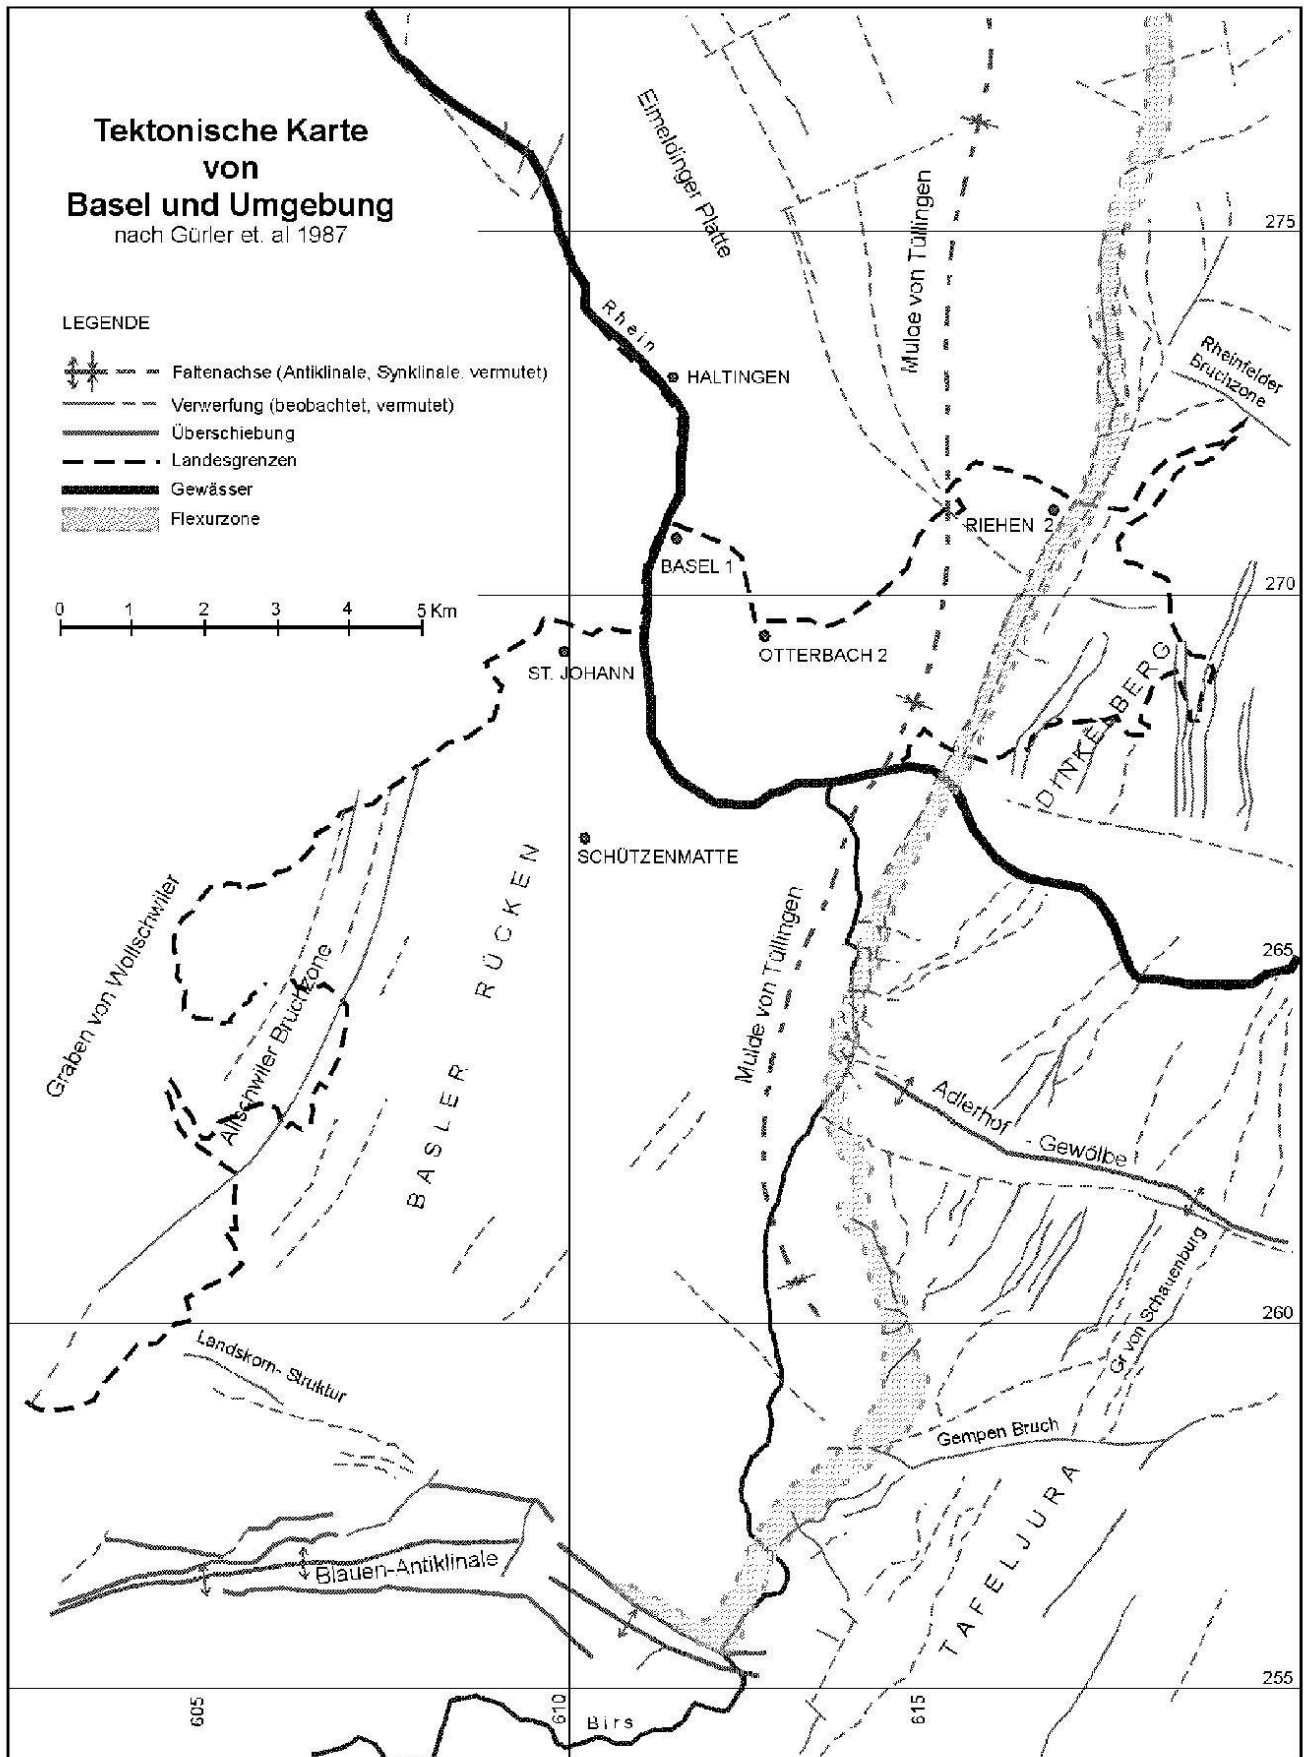 Tektonische Karte
von
Basel und Umgebung
nach Gürler et. al 1987
LEGENDE
Faltenachse (Antiklinale, Synklinale, vermutet)
Verwerfung (beobachtet, vermutet)
Überschiebung
Landesgrenzen
Gewässer
Flexurzone
0 1 2 3 4 5 Km
Eimeldinger Platte
Mulde von Tüllingen
275
Rhein
HALTINGEN
Rheinfelder
Bruchzone
RIEHEN 2
BASEL 1
270
OTTERBACH 2
ST. JOHANN
DINKELBERG
SCHÜTZENMATTE
Graben von Wollschwiler
Allschwiler Bruchzone
BASLER RÜCKEN
Mulde von Tüllingen
265
Adlerhof - Gewölbe
Gr von Schauenburg
260
Landskorn- Struktur
Gempen Bruch
TAFELJURA
Blauen-Antiklinale
255
605
610
615
Birs